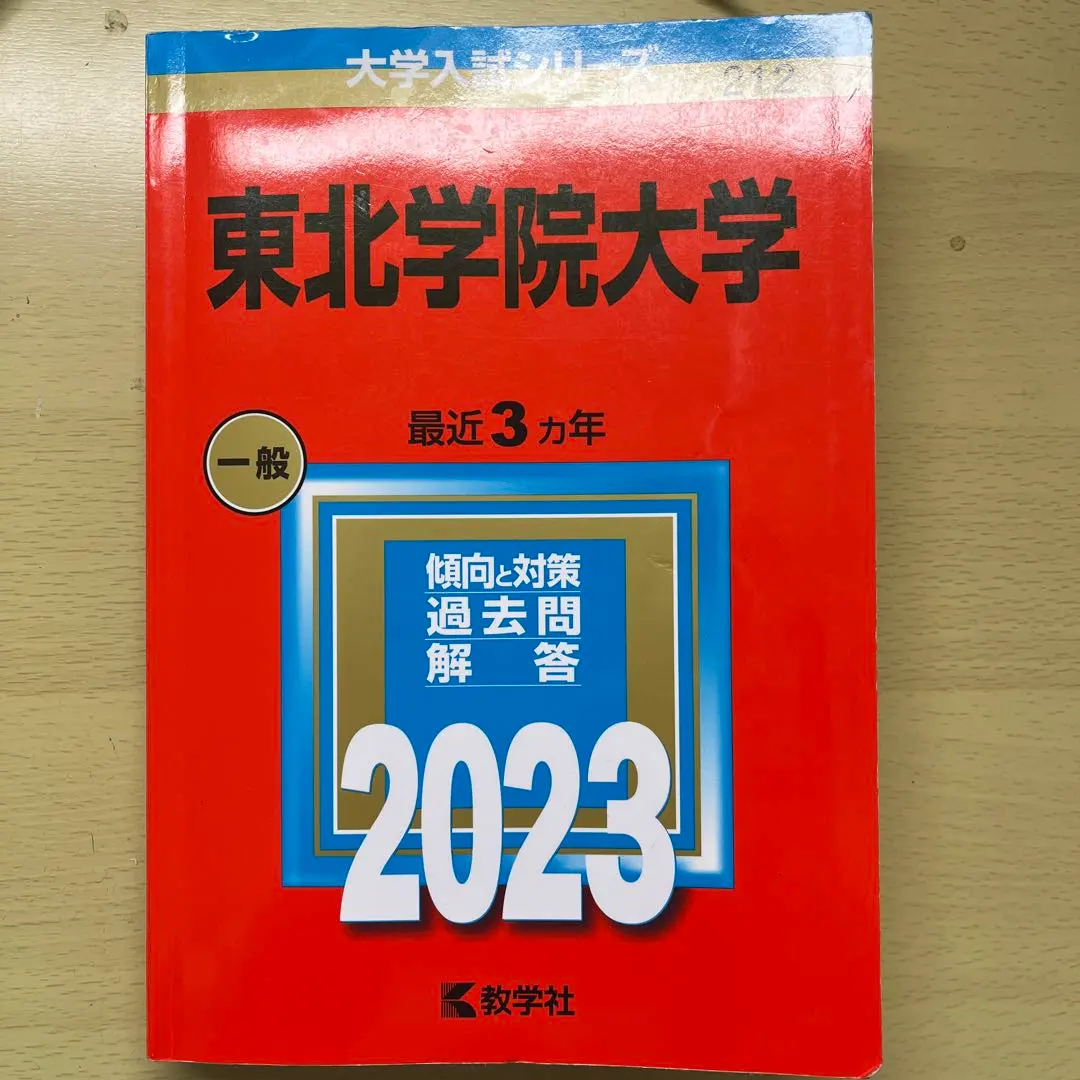 大学入試シリーズ
212
東北学院大学
最近3ヵ年
一般
傾向と対策
過去問
解答
2023
教学社